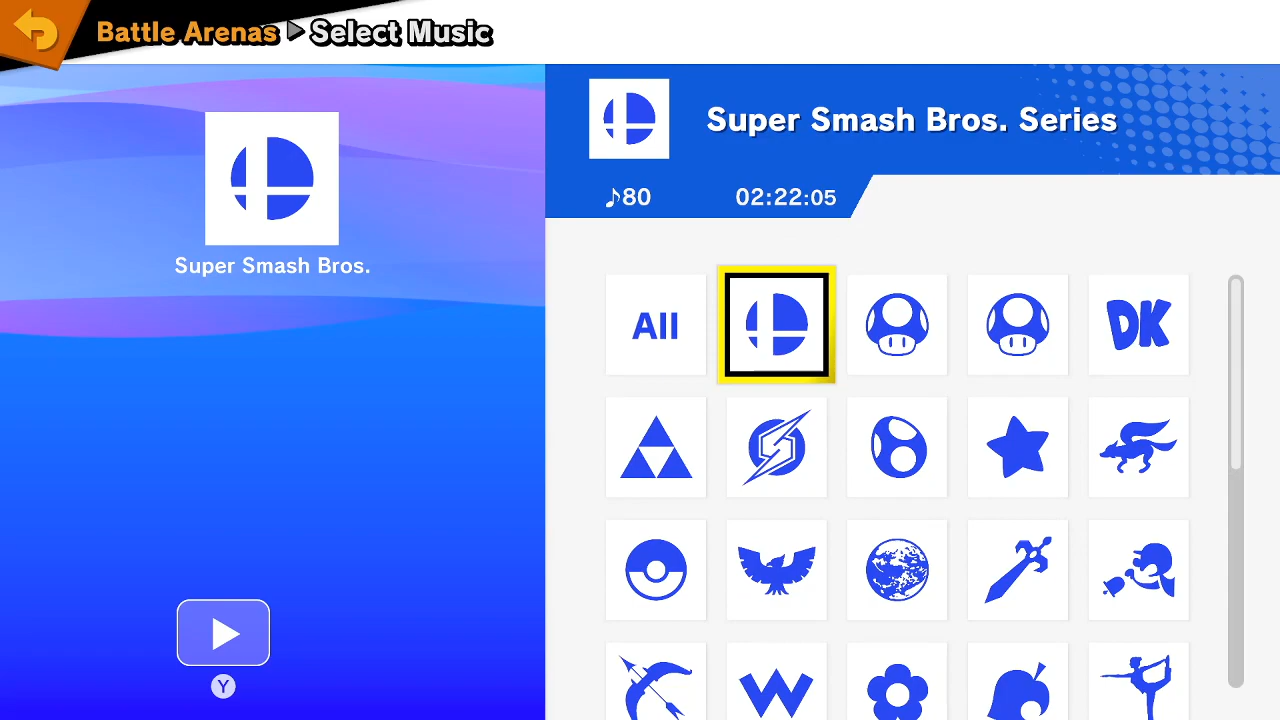 Battle Arenas ▶ Select Music
Super Smash Bros.
Y
Super Smash Bros. Series
♪80 02:22:05
All
DK